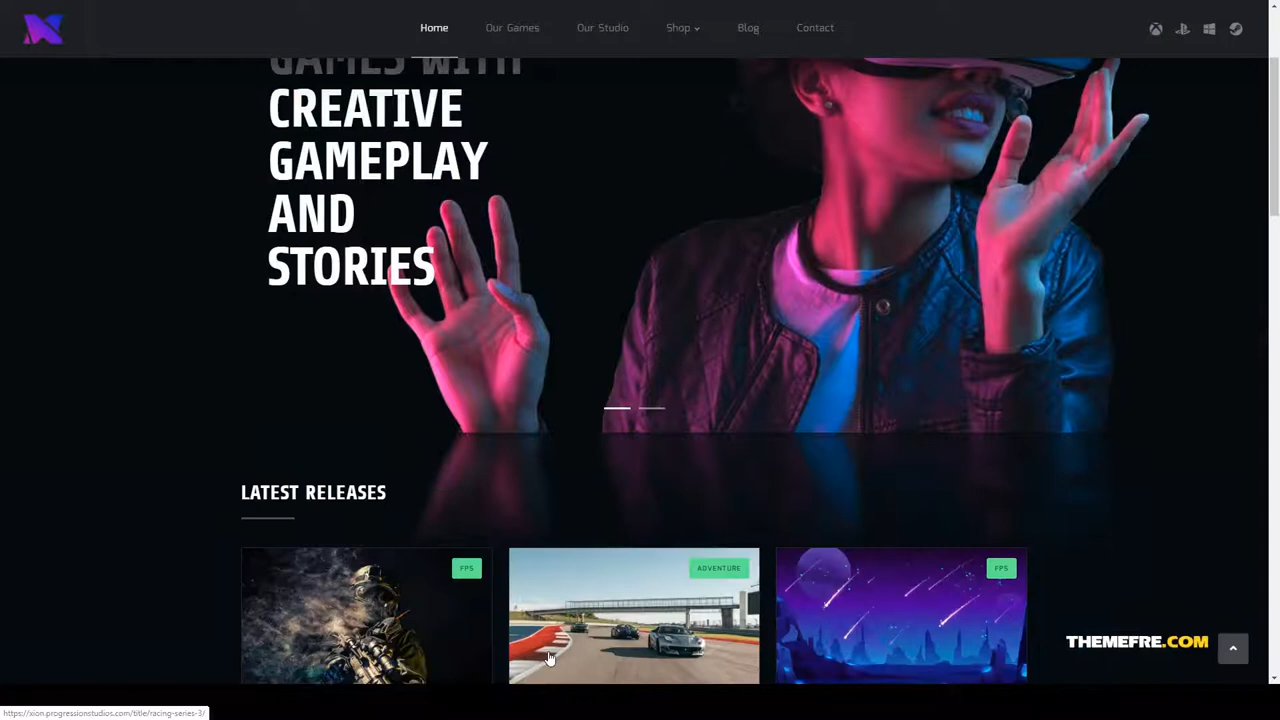 Home
Our Games
Our Studio
Shop
Blog
Contact
GAMES WITH
CREATIVE
GAMEPLAY
AND
STORIES
LATEST RELEASES
FPS
ADVENTURE
FPS
THEMEFRE.COM
https://xion.progressionstudios.com/title/racing-series-3/